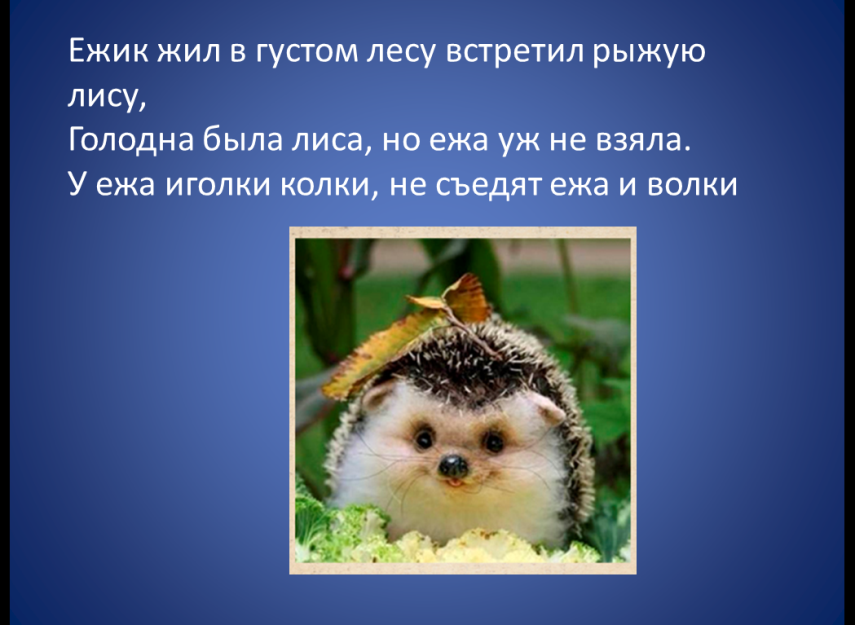 Ежик жил в густом лесу встретил рыжую
лису,
Голодна была лиса, но ежа уж не взяла.
У ежа иголки колки, не съедят ежа и волки